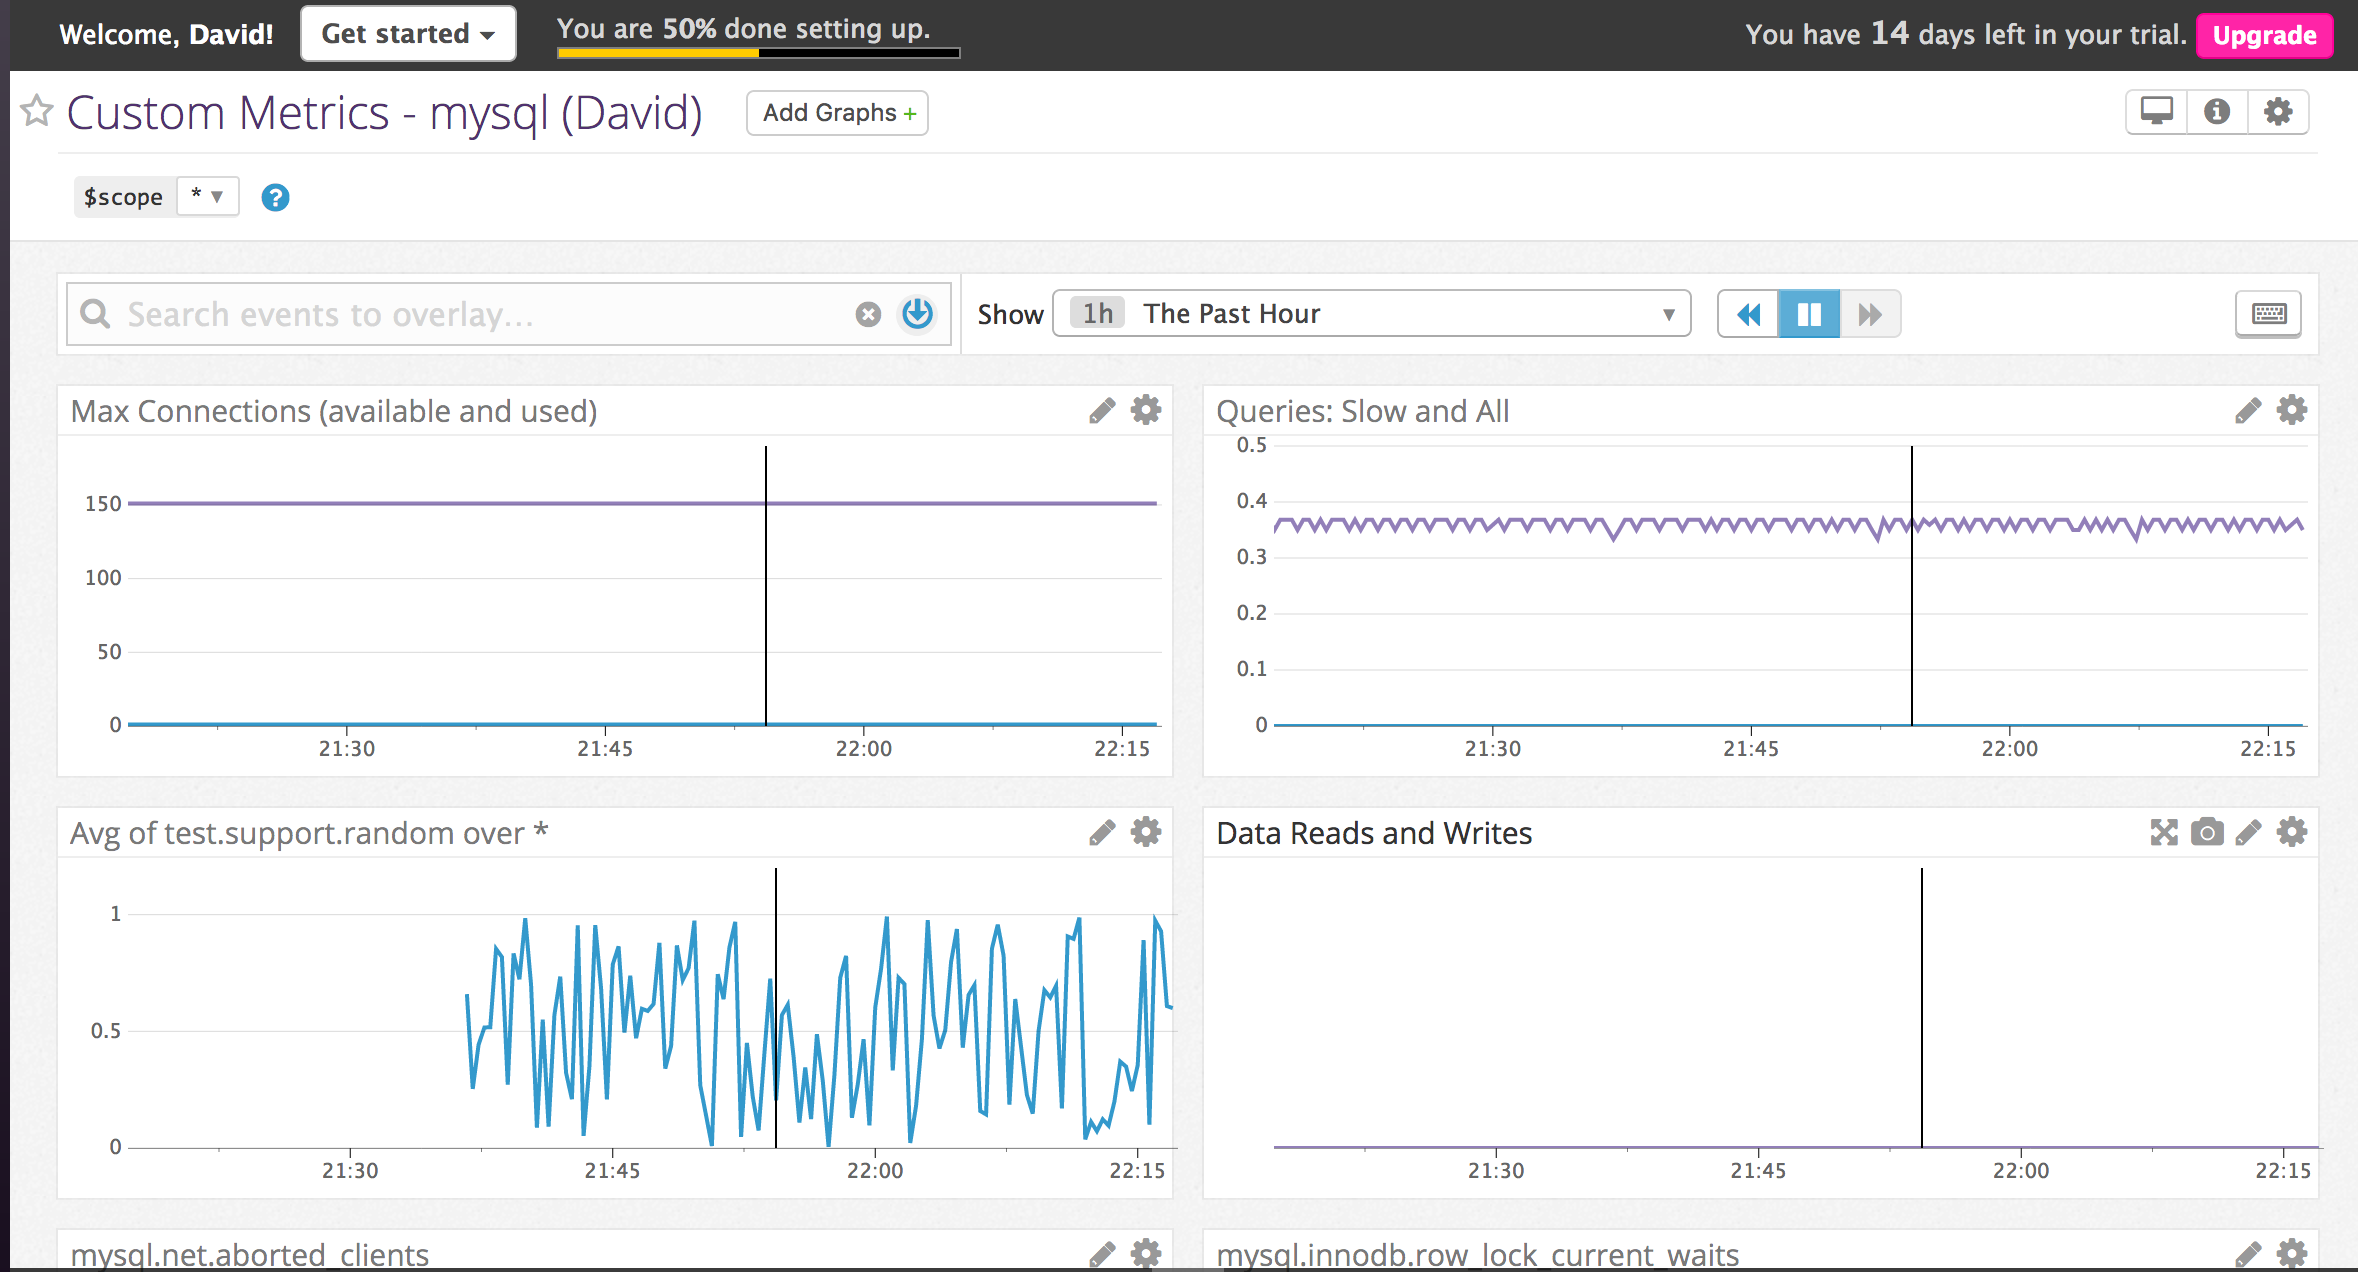 Welcome, David!
Get started
You are 50% done setting up.
You have 14 days left in your trial.
Upgrade
Custom Metrics - mysql (David)
Add Graphs +
$scope
*
?
Search events to overlay...
Show
1h
The Past Hour
Max Connections (available and used)
150
100
50
0
21:30
21:45
22:00
22:15
Queries: Slow and All
0.5
0.4
0.3
0.2
0.1
0
21:30
21:45
22:00
22:15
Avg of test.support.random over *
1
0.5
0
21:30
21:45
22:00
22:15
Data Reads and Writes
21:30
21:45
22:00
22:15
mysql.net.aborted_clients
mysql.innodb.row_lock_current_waits